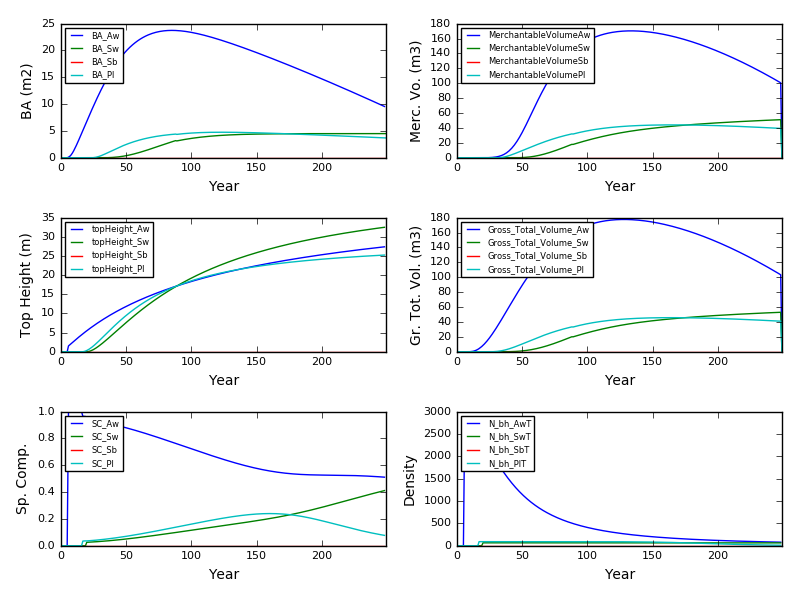 BA (m2)
25
20
15
10
5
0
BA_Aw
BA_Sw
BA_Sb
BA_Pl
0 50 100 150 200
Year
Merc. Vo. (m3)
180
160
140
120
100
80
60
40
20
0
MerchantableVolumeAw
MerchantableVolumeSw
MerchantableVolumeSb
MerchantableVolumePl
0 50 100 150 200
Year
Top Height (m)
35
30
25
20
15
10
5
0
topHeight_Aw
topHeight_Sw
topHeight_Sb
topHeight_Pl
0 50 100 150 200
Year
Gr. Tot. Vol. (m3)
180
160
140
120
100
80
60
40
20
0
Gross_Total_Volume_Aw
Gross_Total_Volume_Sw
Gross_Total_Volume_Sb
Gross_Total_Volume_Pl
0 50 100 150 200
Year
Sp. Comp.
1.0
0.8
0.6
0.4
0.2
0.0
SC_Aw
SC_Sw
SC_Sb
SC_Pl
0 50 100 150 200
Year
Density
3000
2500
2000
1500
1000
500
0
N_bh_AwT
N_bh_SwT
N_bh_SbT
N_bh_PlT
0 50 100 150 200
Year